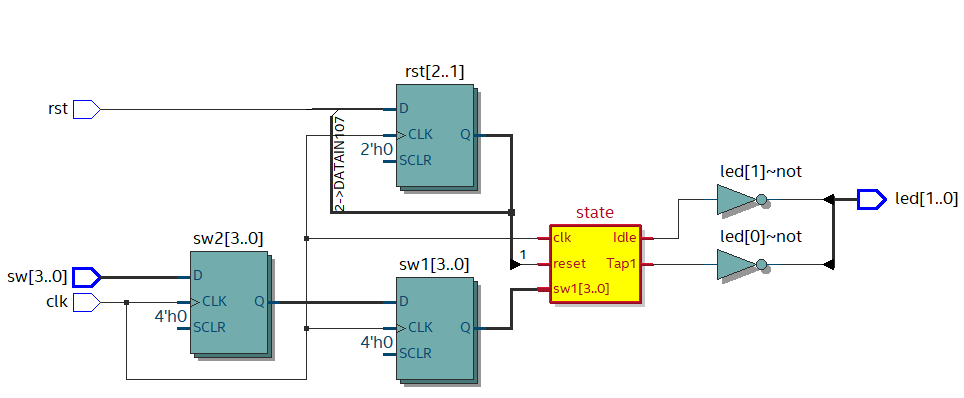 rst[2..1]
rst
D
2->DATAIN107
CLK
Q
2'h0
SCLR
led[1]~not
led[1..0]
state
led[0]~not
sw2[3..0]
clk
Idle
sw1[3..0]
1
reset
Tap1
sw[3..0]
D
sw1[3..0]
clk
CLK
Q
D
4'h0
SCLR
CLK
Q
4'h0
SCLR